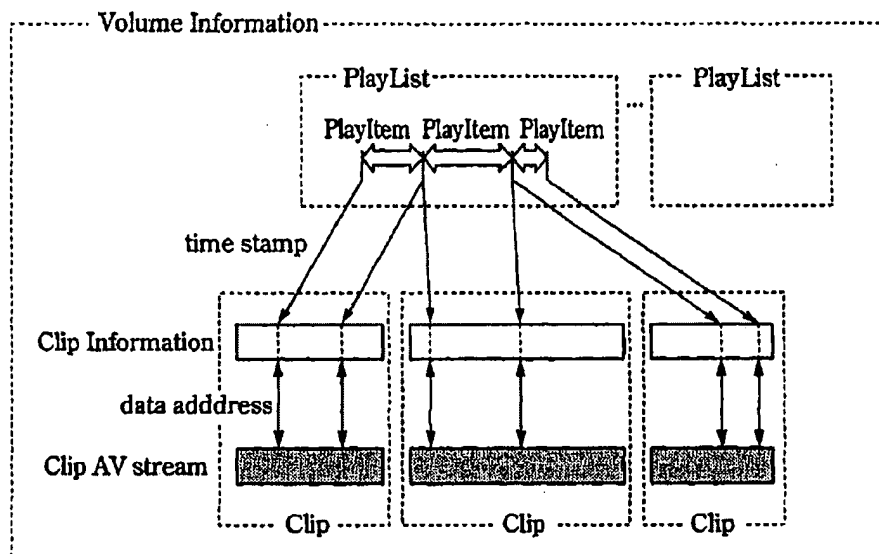 Volume Information
PlayList
...
PlayList
PlayItem PlayItem PlayItem
time stamp
Clip Information
data adddress
Clip AV stream
Clip
Clip
Clip